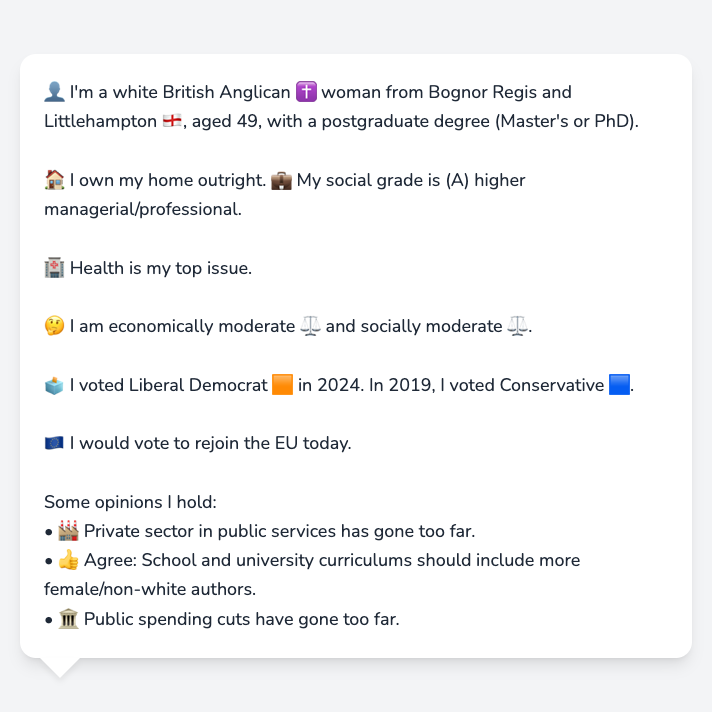 👤 I'm a white British Anglican ✝️ woman from Bognor Regis and
Littlehampton 🏴󠁧󠁢󠁥󠁮󠁧󠁿, aged 49, with a postgraduate degree (Master's or PhD).
🏠 I own my home outright. 💼 My social grade is (A) higher
managerial/professional.
🏥 Health is my top issue.
🤔 I am economically moderate ⚖️ and socially moderate ⚖️.
🗳️ I voted Liberal Democrat 🟧 in 2024. In 2019, I voted Conservative 🟦.
🇪🇺 I would vote to rejoin the EU today.
Some opinions I hold:
• 🏭 Private sector in public services has gone too far.
• 👍 Agree: School and university curriculums should include more
female/non-white authors.
• 🏛️ Public spending cuts have gone too far.